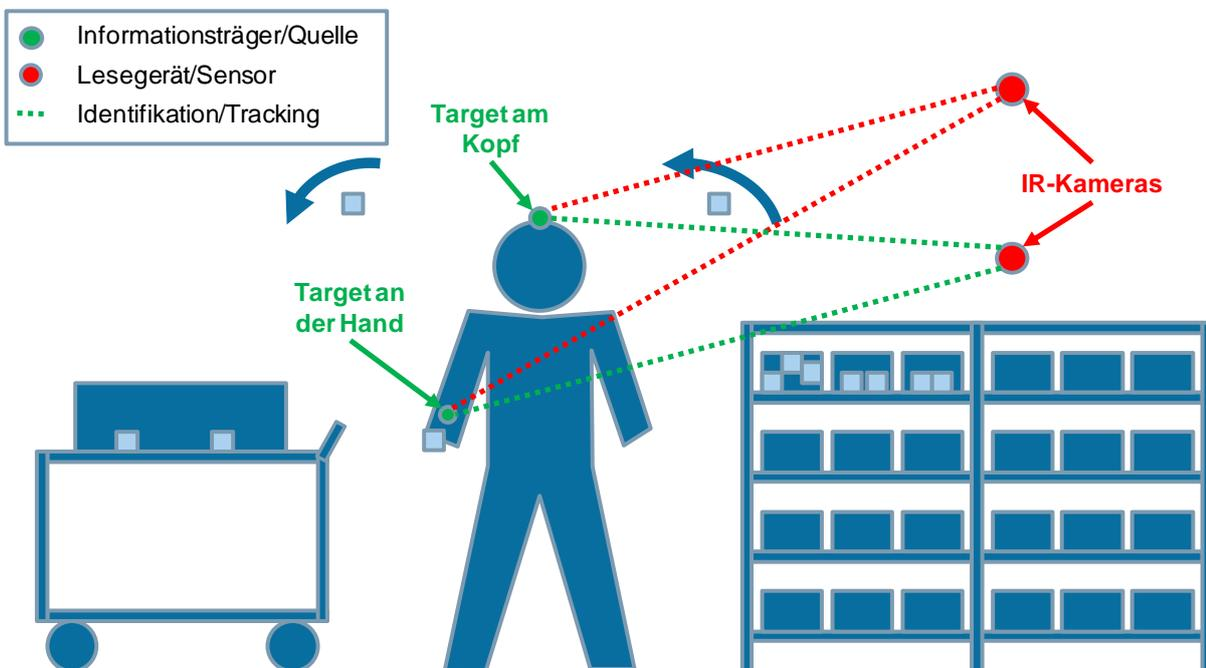 Informationsträger/Quelle
Lesegerät/Sensor
Identifikation/Tracking
Target am
Kopf
IR-Kameras
Target an
der Hand